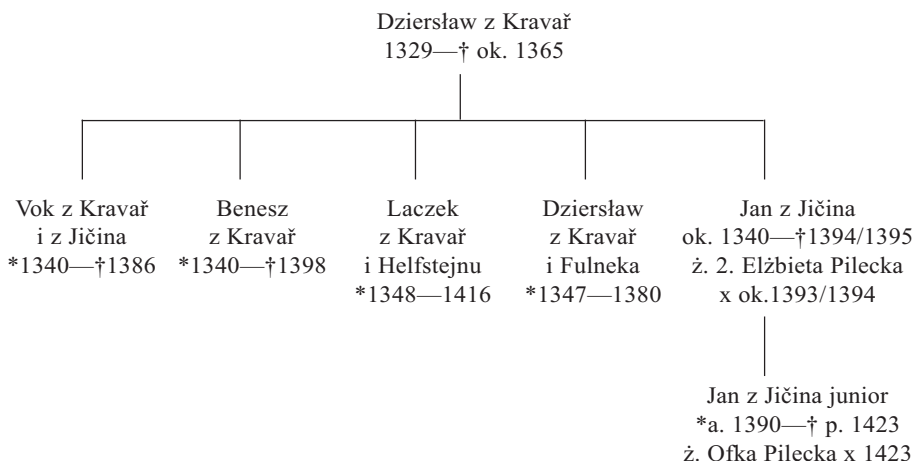 Dziersław z Kravař
1329—† ok. 1365
Vok z Kravař
i z Jičina
*1340—†1386
Benesz
z Kravař
*1340—†1398
Laczek
z Kravař
i Helfstejnu
*1348—1416
Dziersław
z Kravař
i Fulneka
*1347—1380
Jan z Jičina
ok. 1340—†1394/1395
ż. 2. Elżbieta Pilecka
x ok.1393/1394
Jan z Jičina junior
*a. 1390—† p. 1423
ż. Ofka Pilecka x 1423